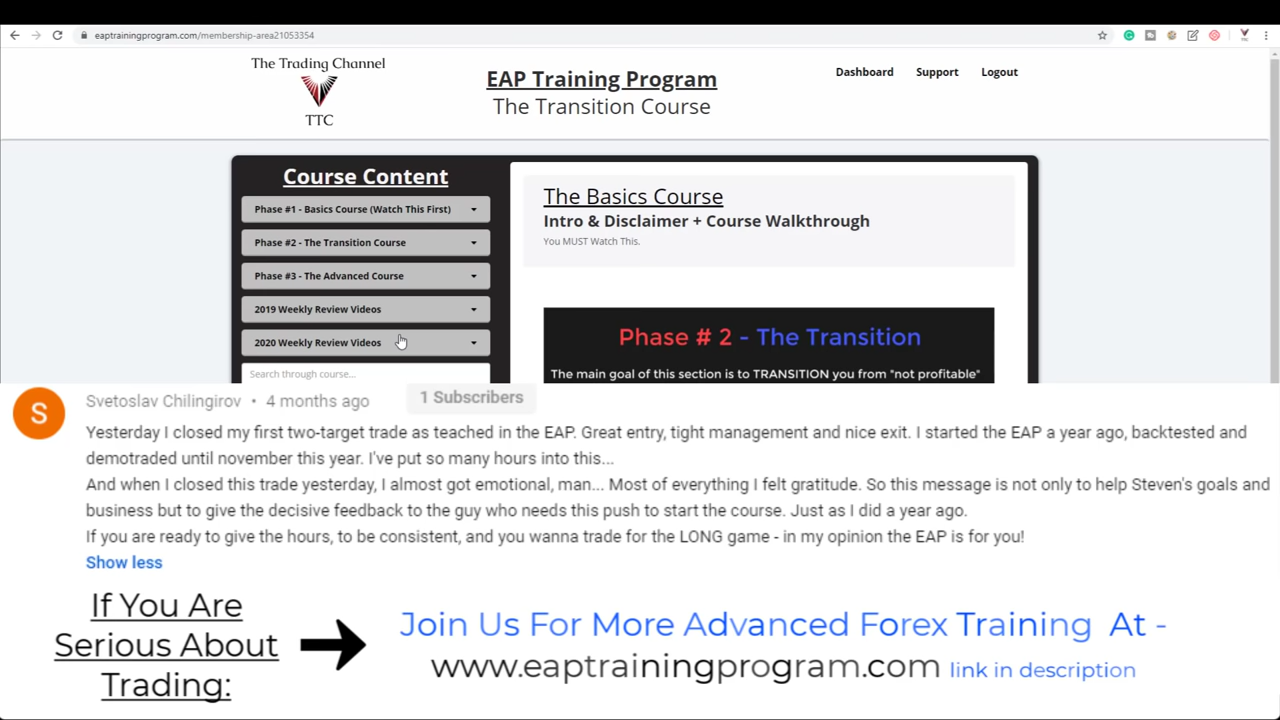 eaptrainingprogram.com/membership-area21053354
The Trading Channel
TTC
EAP Training Program
The Transition Course
Dashboard Support Logout
TTC
Course Content
Phase #1 - Basics Course (Watch This First)
Phase #2 - The Transition Course
Phase #3 - The Advanced Course
2019 Weekly Review Videos
2020 Weekly Review Videos
Search through course...
The Basics Course
Intro & Disclaimer + Course Walkthrough
You MUST Watch This.
Phase # 2 - The Transition
The main goal of this section is to TRANSITION you from "not profitable"
S
Svetoslav Chilingirov • 4 months ago
1 Subscribers
Yesterday I closed my first two-target trade as teached in the EAP. Great entry, tight management and nice exit. I started the EAP a year ago, backtested and
demotraded until november this year. I've put so many hours into this...
And when I closed this trade yesterday, I almost got emotional, man... Most of everything I felt gratitude. So this message is not only to help Steven's goals and
business but to give the decisive feedback to the guy who needs this push to start the course. Just as I did a year ago.
If you are ready to give the hours, to be consistent, and you wanna trade for the LONG game - in my opinion the EAP is for you!
Show less
If You Are
Serious About
Trading:
Join Us For More Advanced Forex Training At -
www.eaptrainingprogram.com link in description